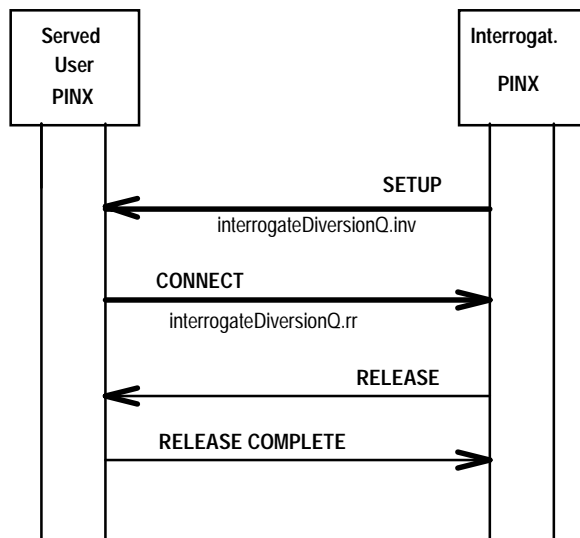 Served
User
PINX
Interrogat.
PINX
SETUP
interrogateDiversionQ.inv
CONNECT
interrogateDiversionQ.rr
RELEASE
RELEASE COMPLETE